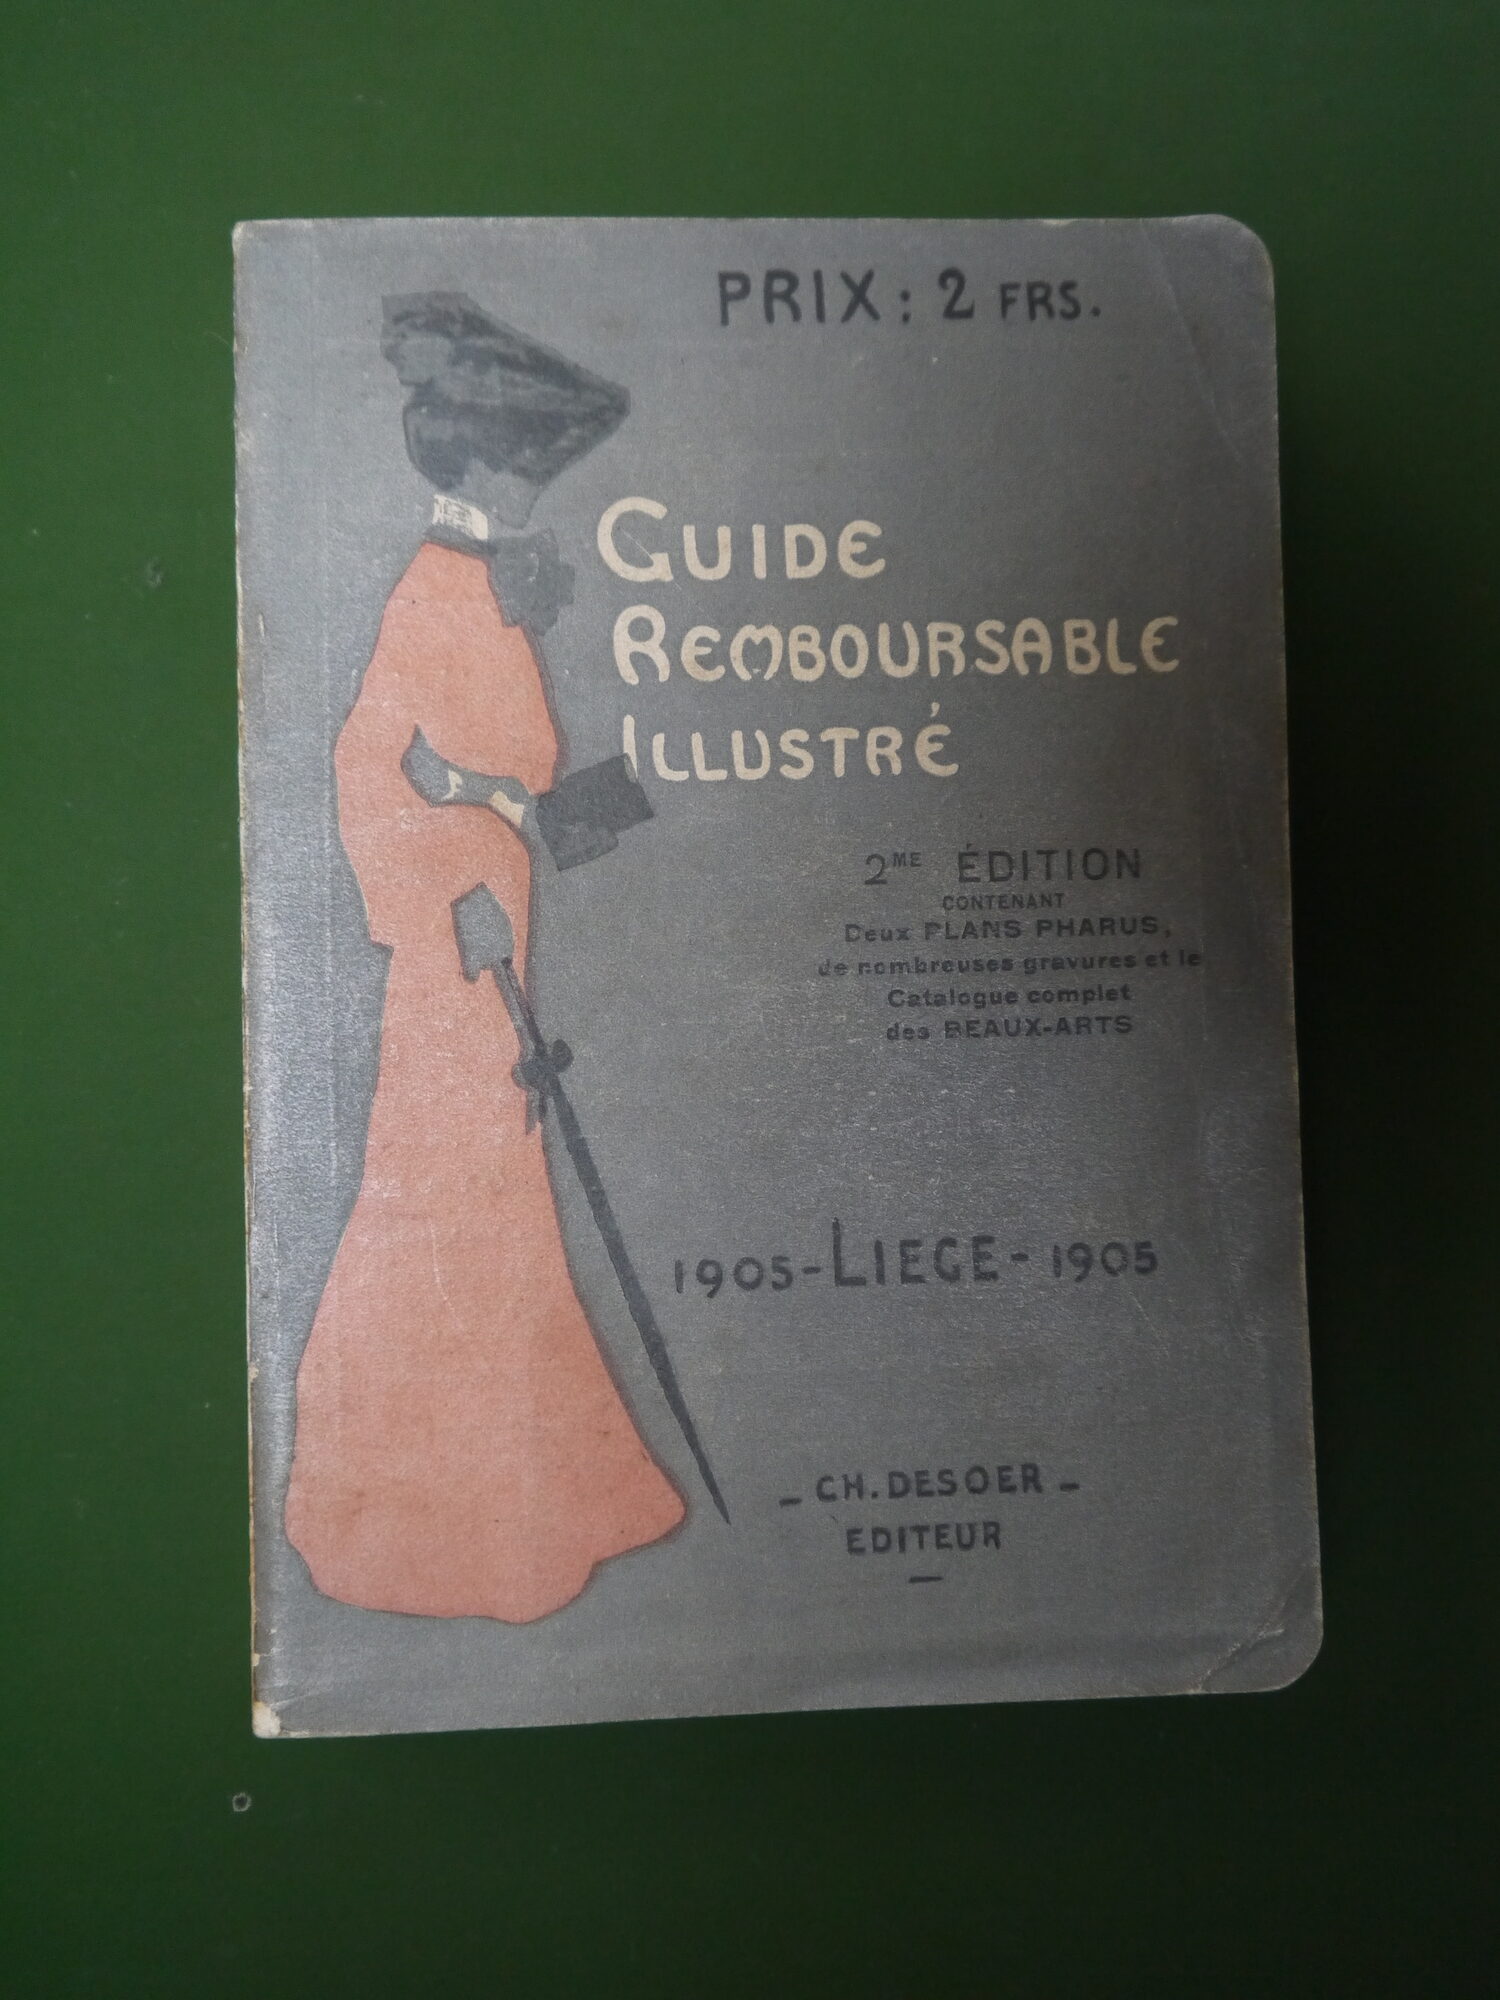 PRIX : 2 FRS.
GUIDE
REMBOURSABLE
ILLUSTRÉ
2ME ÉDITION
CONTENANT
Deux PLANS PHARUS,
de nombreuses gravures et le
Catalogue complet
des BEAUX-ARTS
1905-LIEGE-1905
- CH. DESOER -
EDITEUR
-